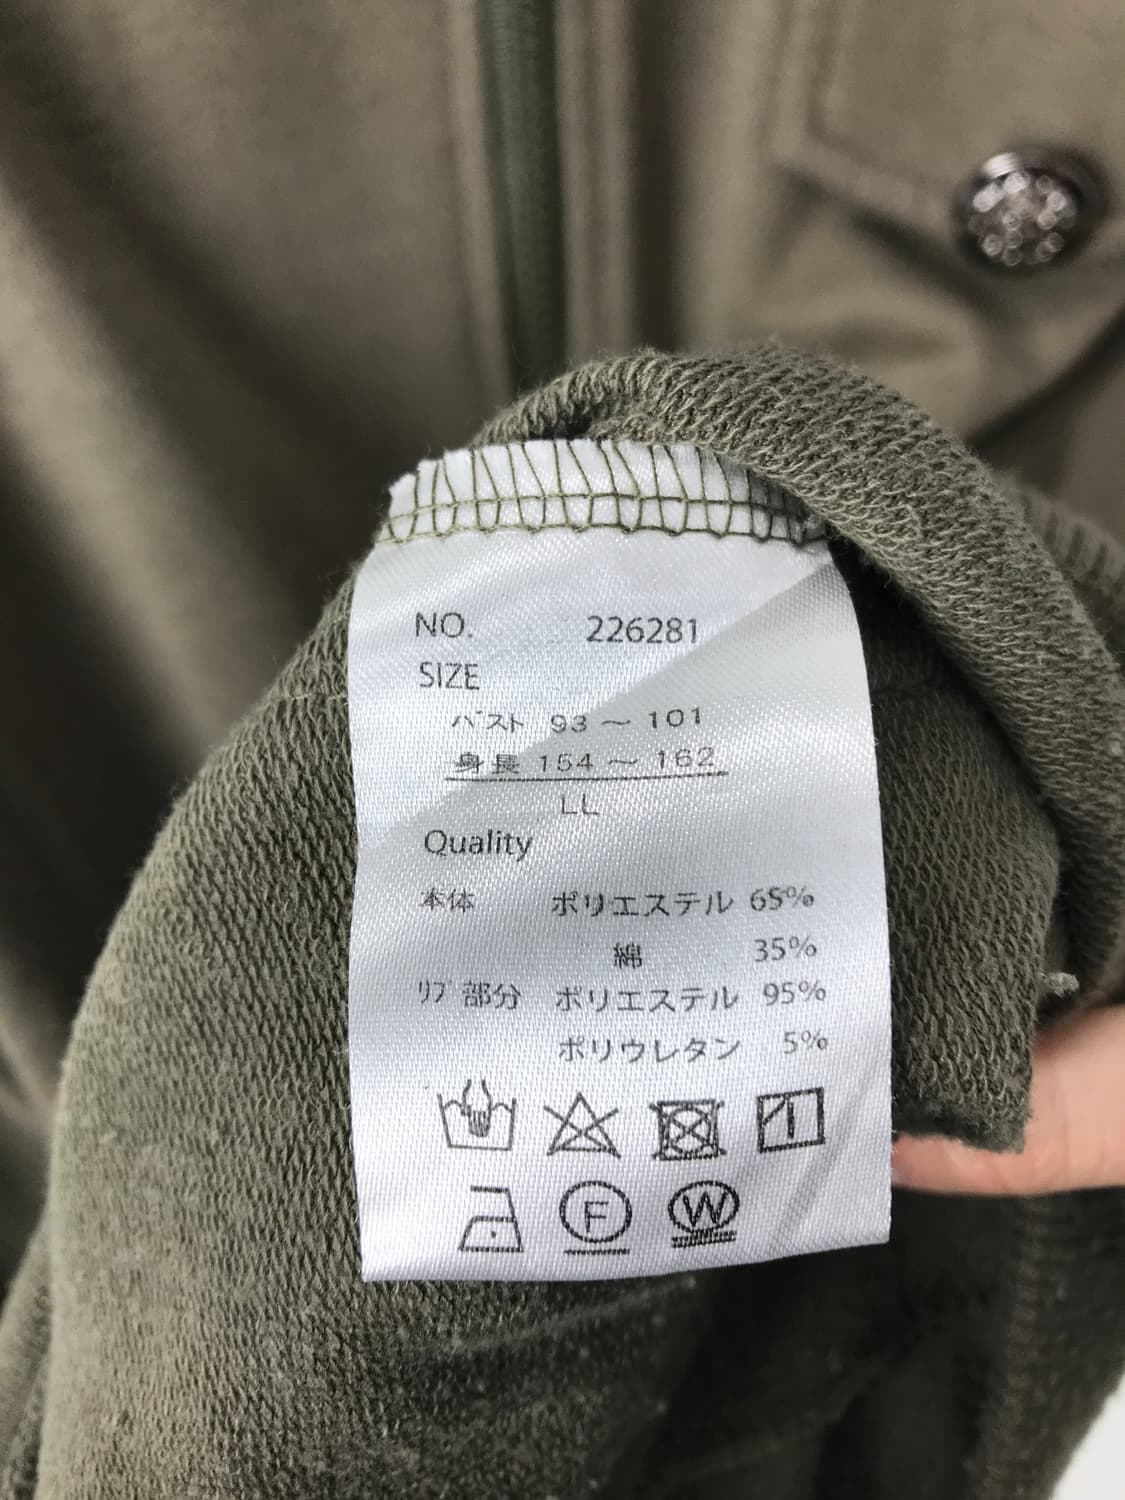 NO. 226281
SIZE
バスト 93 ～ 101
身長 154 ～ 162
LL
Quality
本体 ポリエステル 65%
綿 35%
リブ部分 ポリエステル 95%
ポリウレタン 5%
F W